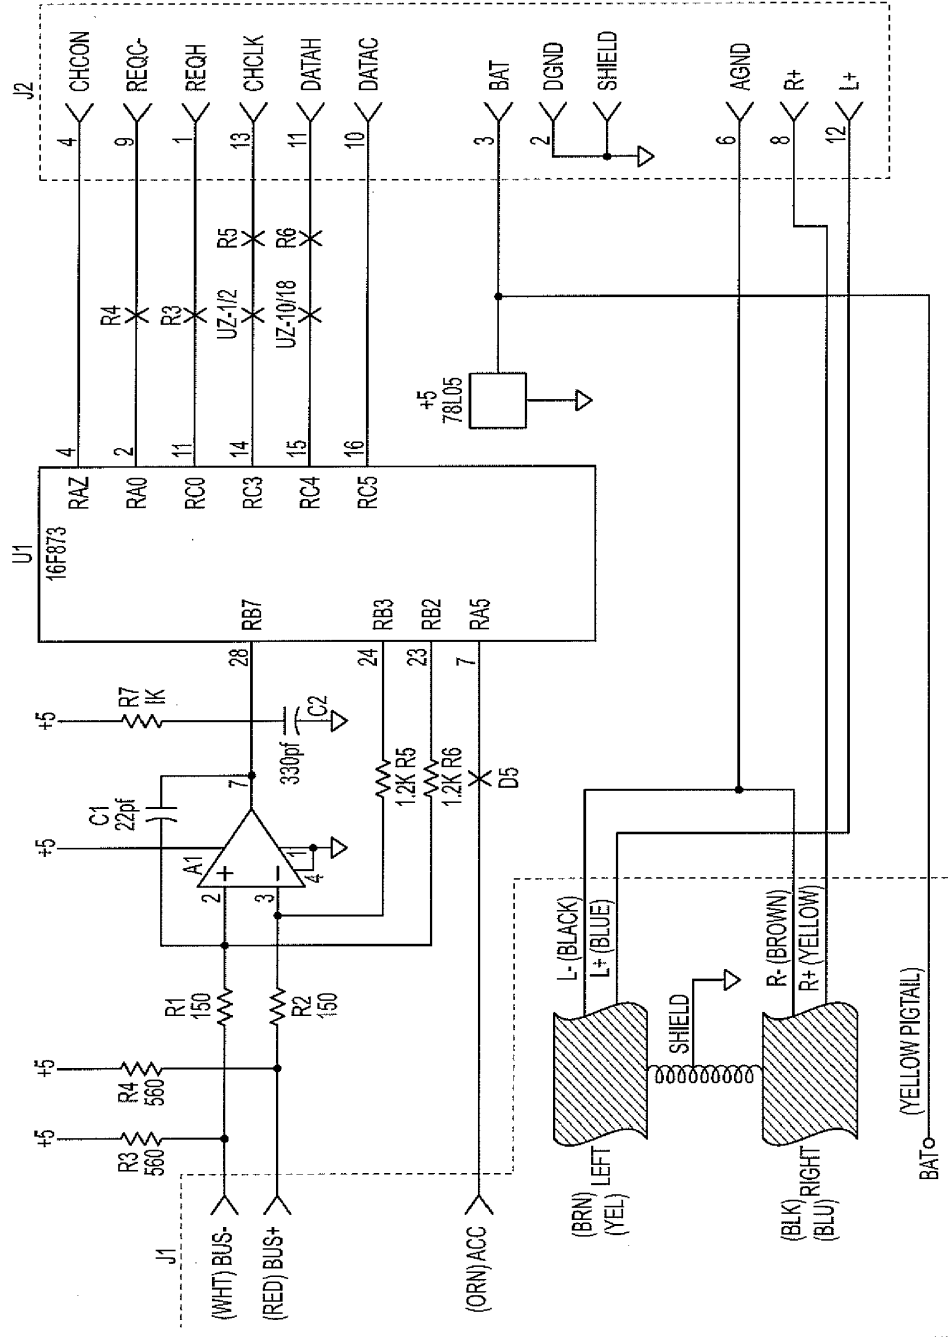 J2
4
CHCON
9
REQC-
1
REQH
13
CHCLK
11
DATAH
10
DATAC
3
BAT
2
DGND
SHIELD
6
AGND
8
R+
12
L+
R4
R3
R5
UZ-1/2
R6
UZ-10/18
+5
78L05
U1
16F873
4
RAZ
2
RA0
11
RC0
14
RC3
15
RC4
16
RC5
28
RB7
24
RB3
23
RB2
7
RA5
+5
R7
IK
330pf
C2
C1
22pf
+5
A1
+
2
−
3
7
1
4
1.2K R5
1.2K R6
D5
R1
150
R2
150
+5
R4
560
+5
R3
560
J1
(WHT) BUS-
(RED) BUS+
(ORN) ACC
L- (BLACK)
L+ (BLUE)
R- (BROWN)
R+ (YELLOW)
SHIELD
(BRN)
(YEL)
LEFT
(BLK)
(BLU)
RIGHT
(YELLOW PIGTAIL)
BAT